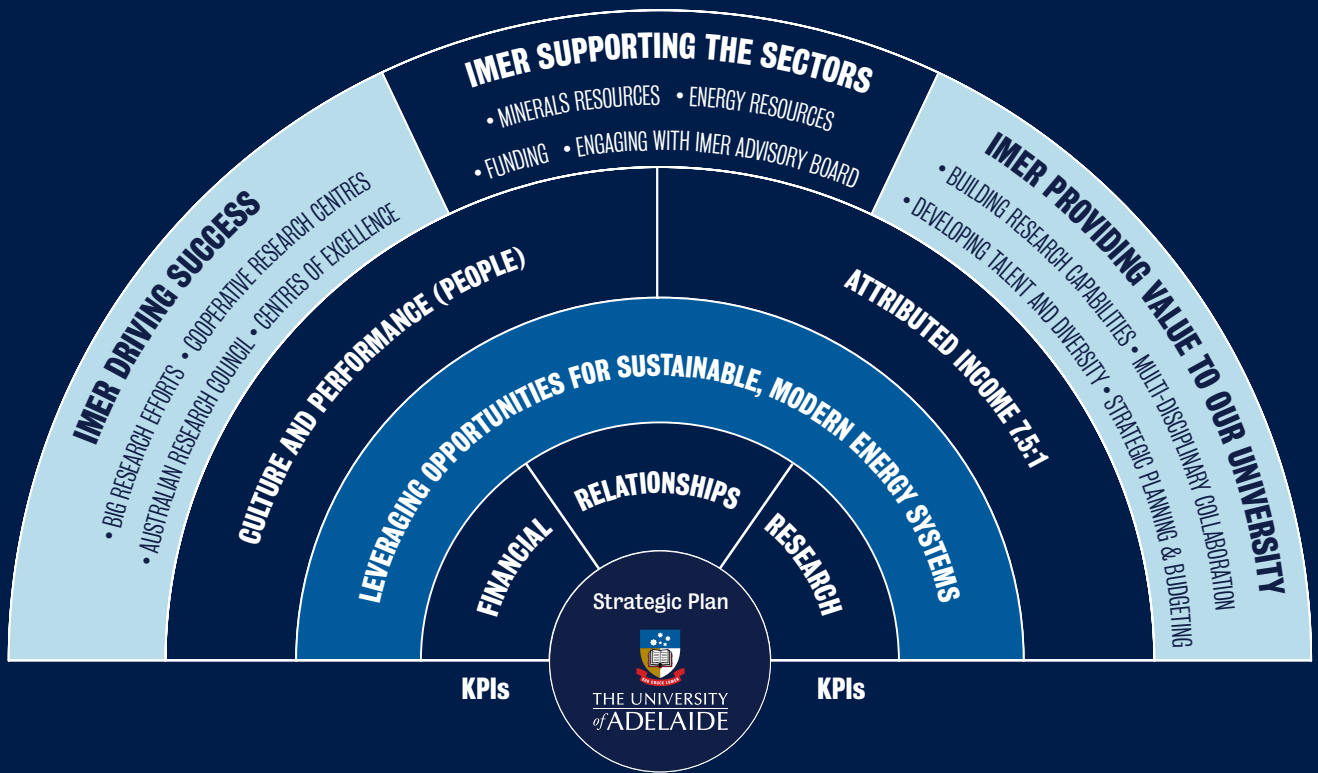 IMER SUPPORTING THE SECTORS
• MINERALS RESOURCES • ENERGY RESOURCES
• FUNDING • ENGAGING WITH IMER ADVISORY BOARD
IMER DRIVING SUCCESS
• BIG RESEARCH EFFORTS • COOPERATIVE RESEARCH CENTRES
• AUSTRALIAN RESEARCH COUNCIL • CENTRES OF EXCELLENCE
IMER PROVIDING VALUE TO OUR UNIVERSITY
• BUILDING RESEARCH CAPABILITIES • MULTI-DISCIPLINARY COLLABORATION
• DEVELOPING TALENT AND DIVERSITY • STRATEGIC PLANNING & BUDGETING
CULTURE AND PERFORMANCE (PEOPLE)
ATTRIBUTED INCOME 7.5:1
LEVERAGING OPPORTUNITIES FOR SUSTAINABLE, MODERN ENERGY SYSTEMS
FINANCIAL
RELATIONSHIPS
RESEARCH
Strategic Plan
SUB CRUCE LUMEN
THE UNIVERSITY
of ADELAIDE
KPIs
KPIs